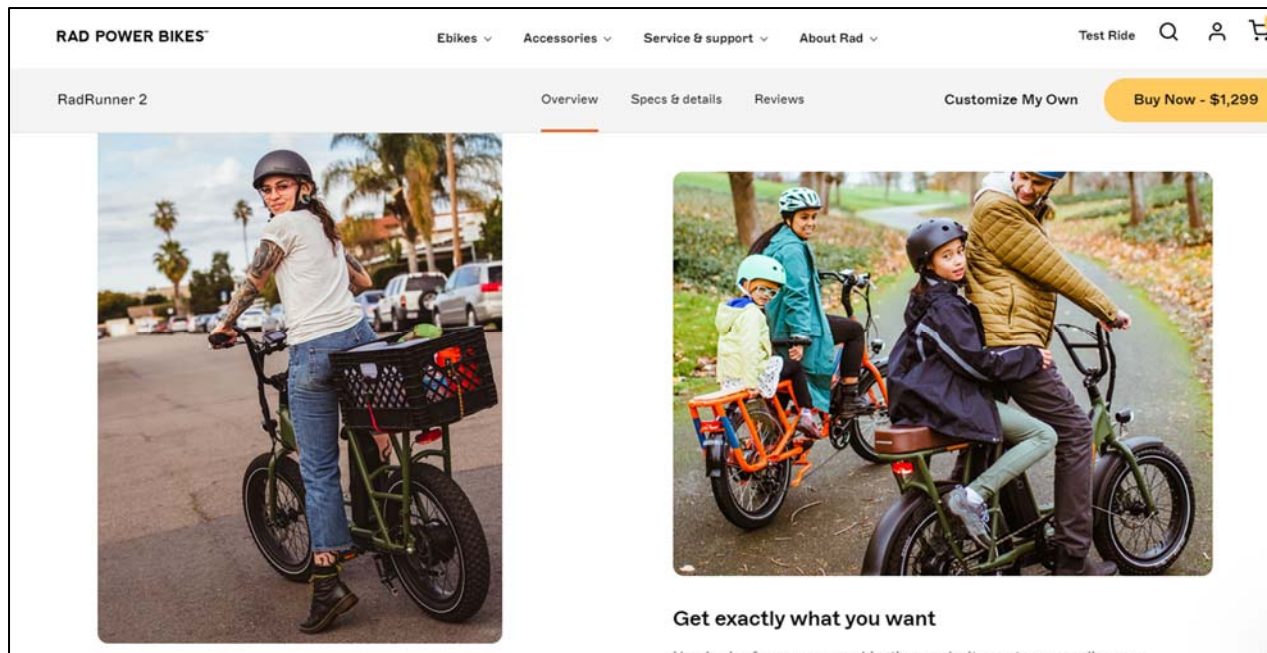 RAD POWER BIKES
Ebikes
Accessories
Service & support
About Rad
Test Ride
RadRunner 2
Overview
Specs & details
Reviews
Customize My Own
Buy Now - $1,299
Get exactly what you want